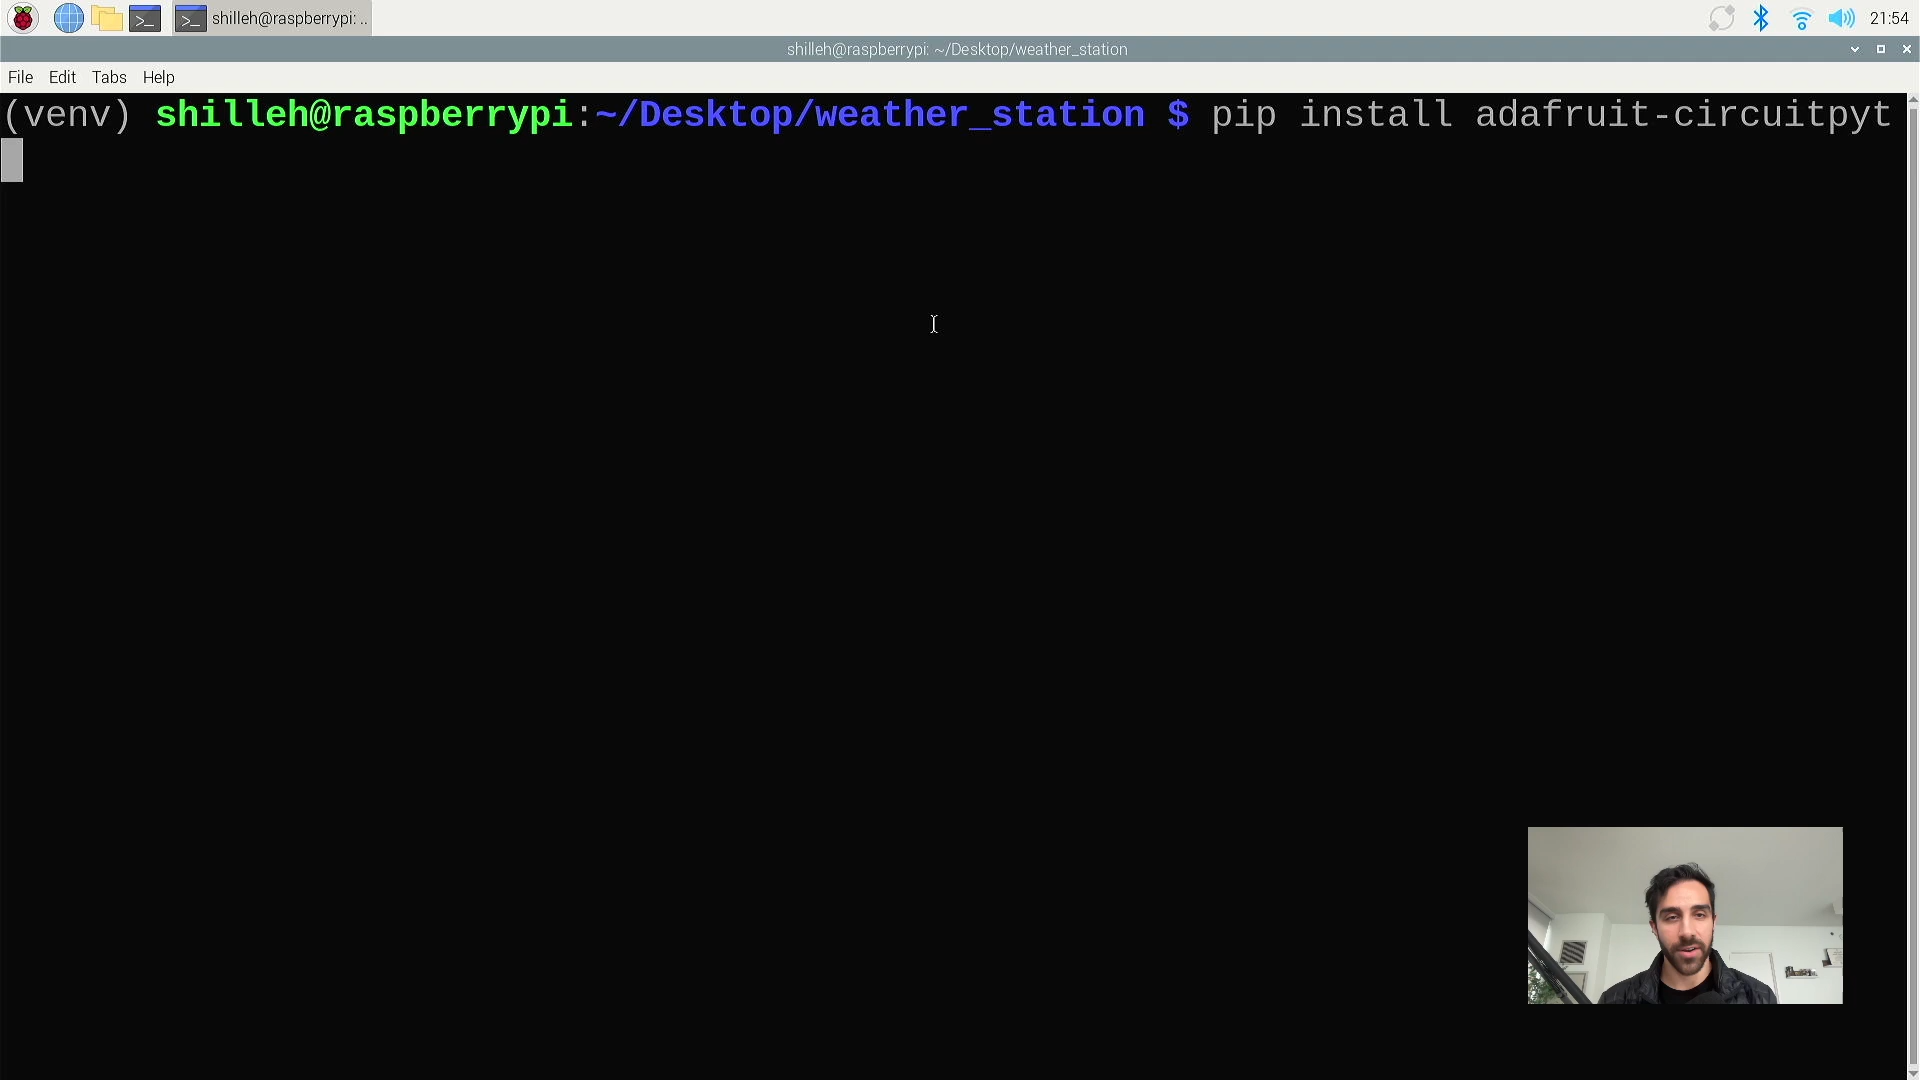 shilleh@raspberrypi: ..
21:54
shilleh@raspberrypi: ~/Desktop/weather_station
File Edit Tabs Help
(venv) shilleh@raspberrypi:~/Desktop/weather_station $ pip install adafruit-circuitpyt